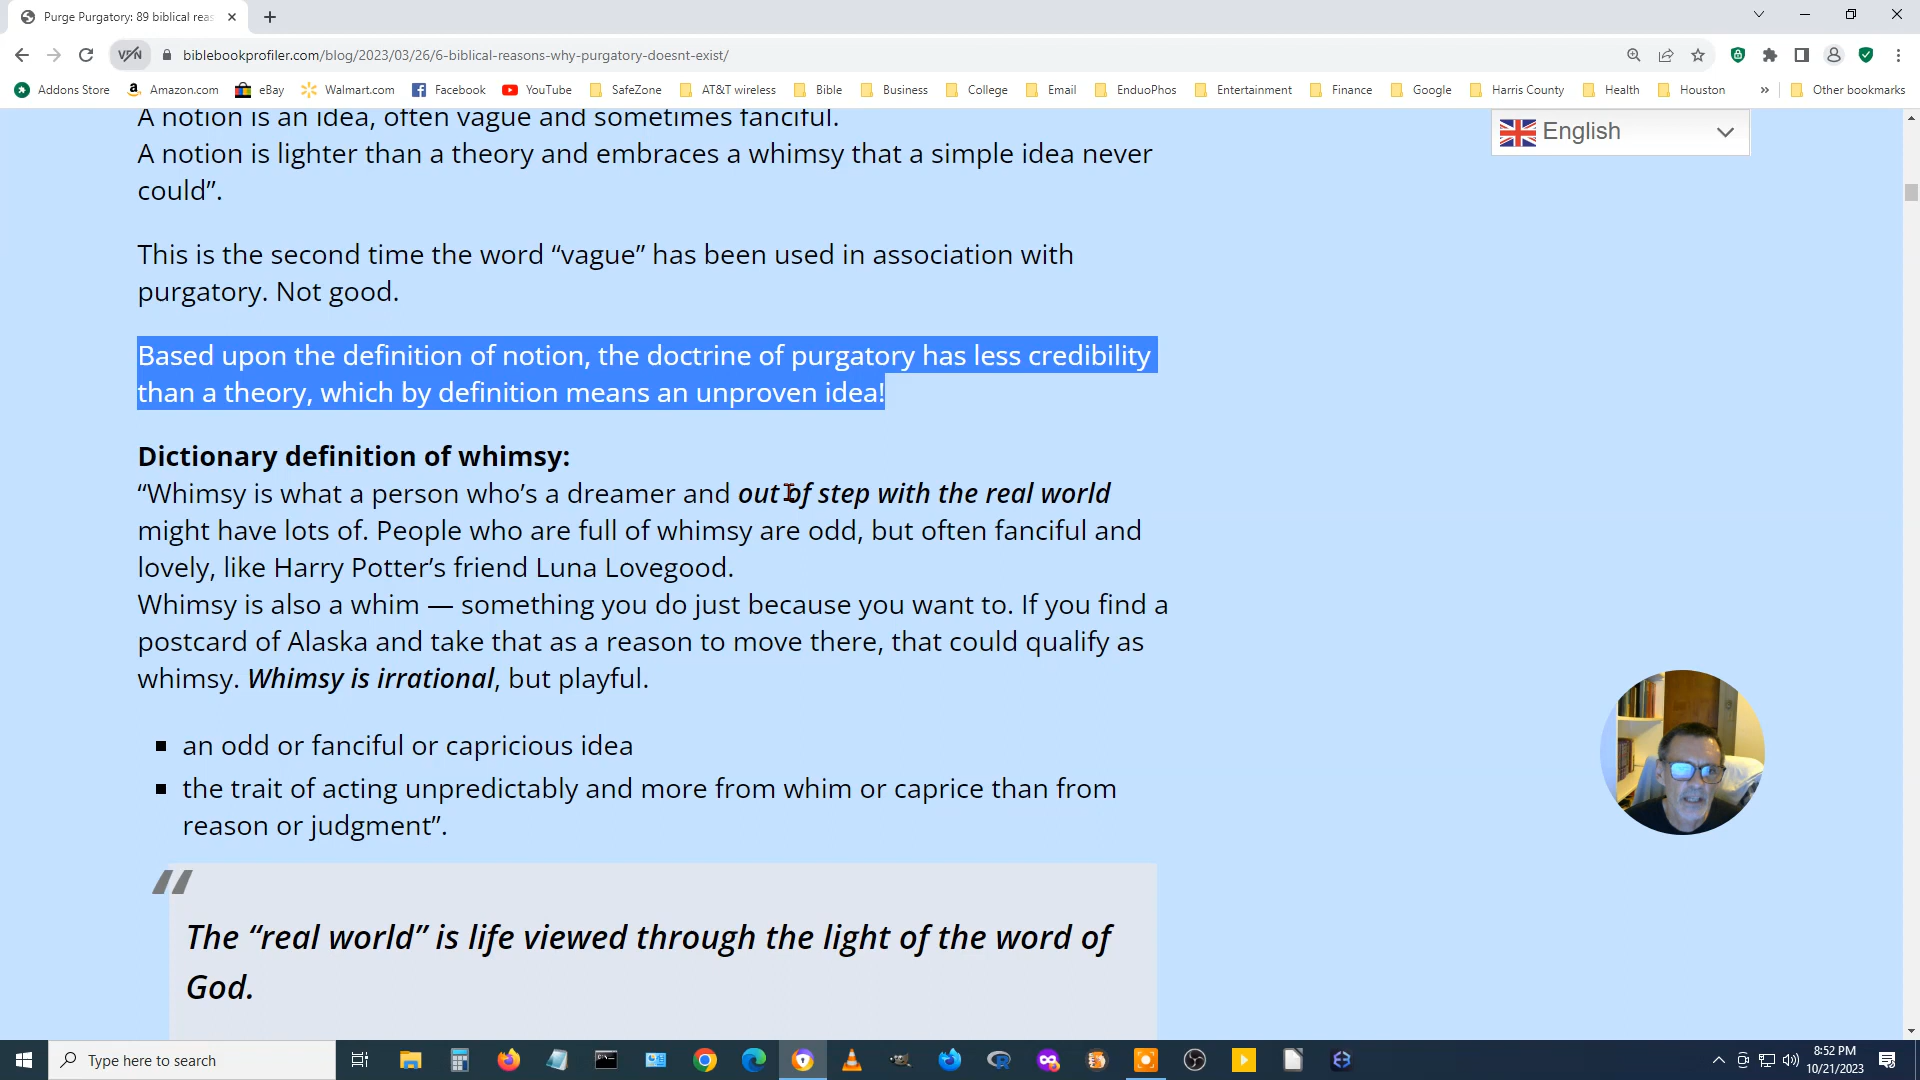 Purge Purgatory: 89 biblical reas
biblebookprofiler.com/blog/2023/03/26/6-biblical-reasons-why-purgatory-doesnt-exist/
VPN
Addons Store Amazon.com eBay Walmart.com Facebook YouTube SafeZone AT&T wireless Bible Business College Email EnduoPhos Entertainment Finance Google Harris County Health Houston » Other bookmarks
English
A notion is an idea, often vague and sometimes fanciful.
A notion is lighter than a theory and embraces a whimsy that a simple idea never
could”.
This is the second time the word “vague” has been used in association with
purgatory. Not good.
Based upon the definition of notion, the doctrine of purgatory has less credibility
than a theory, which by definition means an unproven idea!
Dictionary definition of whimsy:
“Whimsy is what a person who’s a dreamer and out of step with the real world
might have lots of. People who are full of whimsy are odd, but often fanciful and
lovely, like Harry Potter’s friend Luna Lovegood.
Whimsy is also a whim — something you do just because you want to. If you find a
postcard of Alaska and take that as a reason to move there, that could qualify as
whimsy. Whimsy is irrational, but playful.
an odd or fanciful or capricious idea
the trait of acting unpredictably and more from whim or caprice than from
reason or judgment”.
The “real world” is life viewed through the light of the word of
God.
Type here to search
8:52 PM
10/21/2023